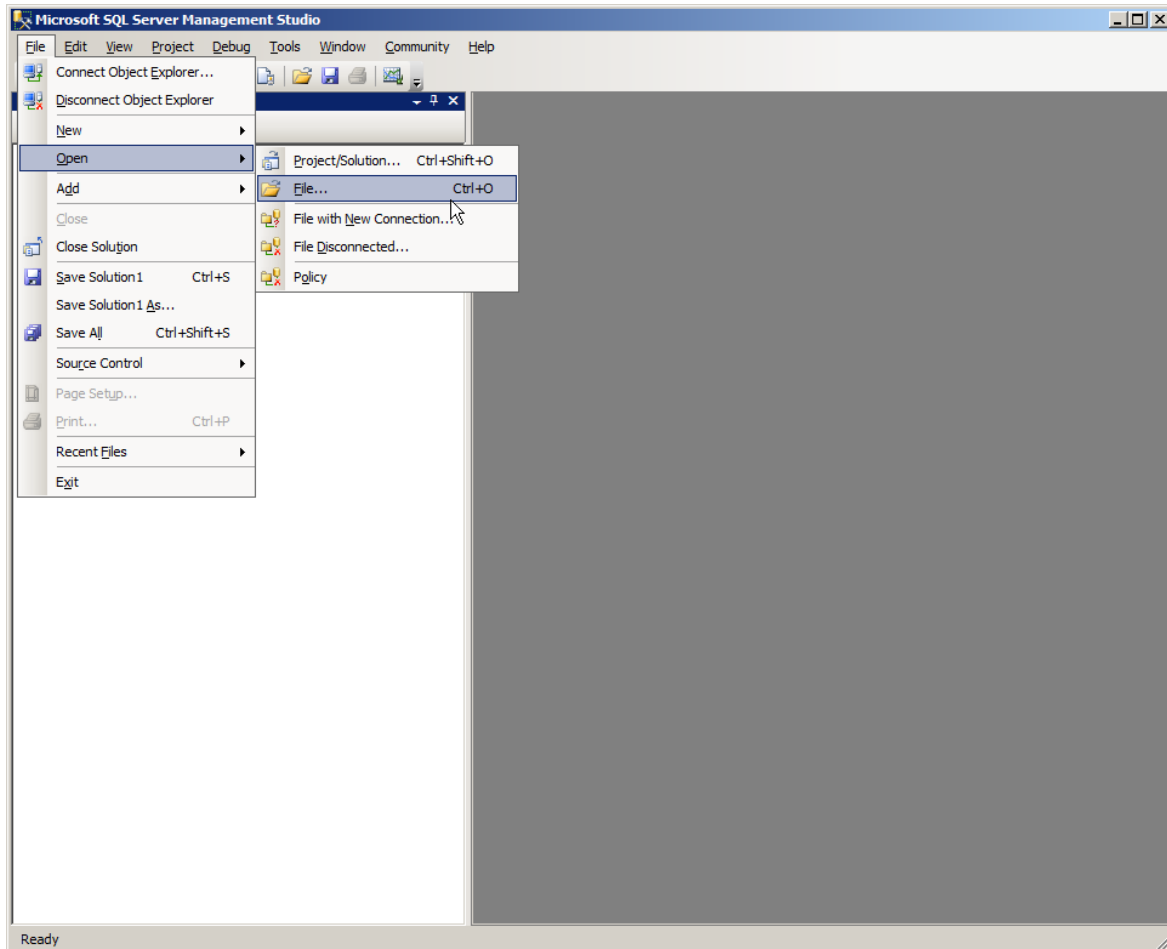 Microsoft SQL Server Management Studio
File Edit View Project Debug Tools Window Community Help
Connect Object Explorer...
Disconnect Object Explorer
New
Open
Add
Close
Close Solution
Save Solution1 Ctrl+S
Save Solution1 As...
Save All Ctrl+Shift+S
Source Control
Page Setup...
Print... Ctrl+P
Recent Files
Exit
Project/Solution... Ctrl+Shift+O
File... Ctrl+O
File with New Connection...
File Disconnected...
Policy
Ready